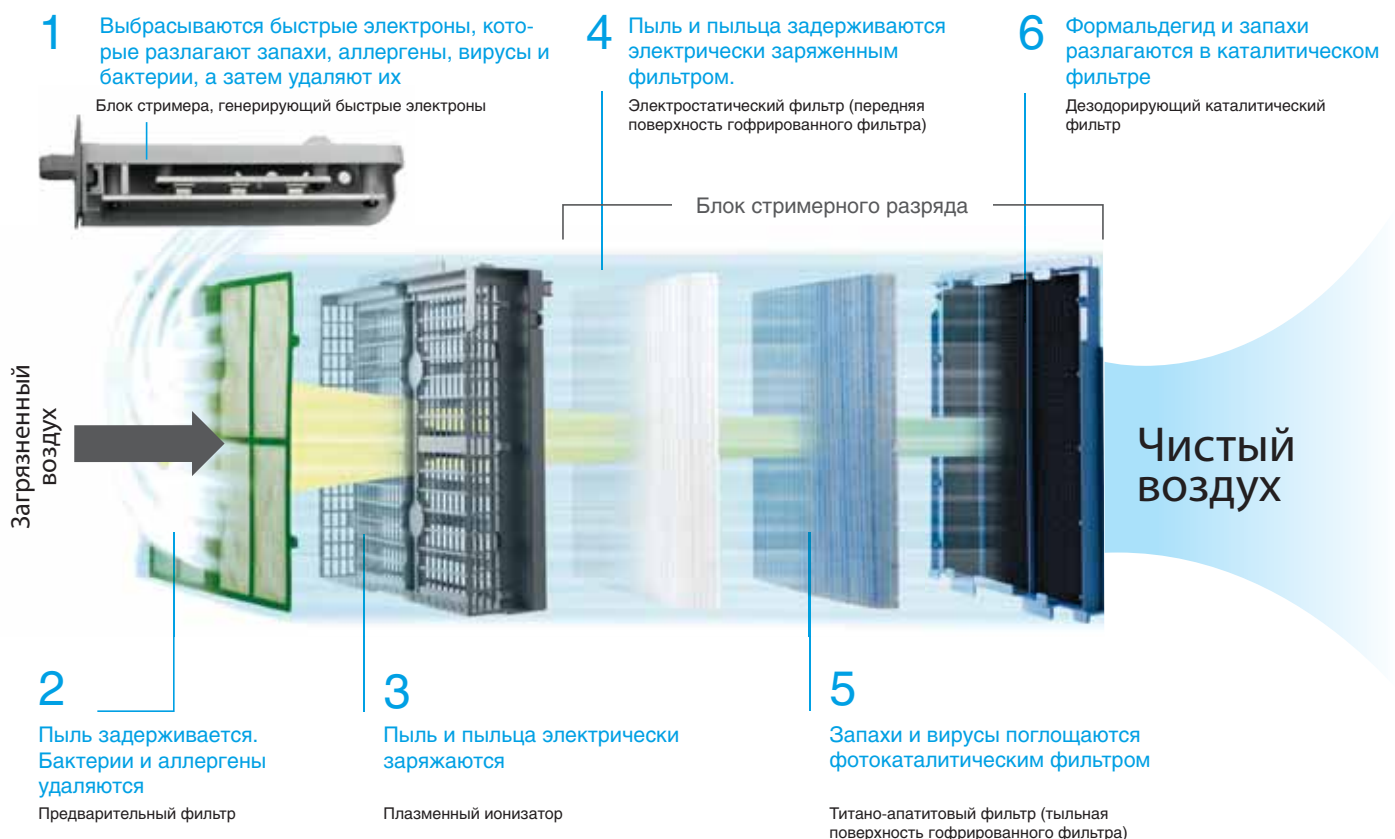 1
Выбрасываются быстрые электроны, кото-
рые разлагают запахи, аллергены, вирусы и
бактерии, а затем удаляют их
Блок стримера, генерирующий быстрые электроны
4
Пыль и пыльца задерживаются
электрически заряженным
фильтром.
Электростатический фильтр (передняя
поверхность гофрированного фильтра)
6
Формальдегид и запахи
разлагаются в каталитическом
фильтре
Дезодорирующий каталитический
фильтр
Блок стримерного разряда
Загрязненный
воздух
Чистый
воздух
2
Пыль задерживается.
Бактерии и аллергены
удаляются
Предварительный фильтр
3
Пыль и пыльца электрически
заряжаются
Плазменный ионизатор
5
Запахи и вирусы поглощаются
фотокаталитическим фильтром
Титано-апатитовый фильтр (тыльная
поверхность гофрированного фильтра)